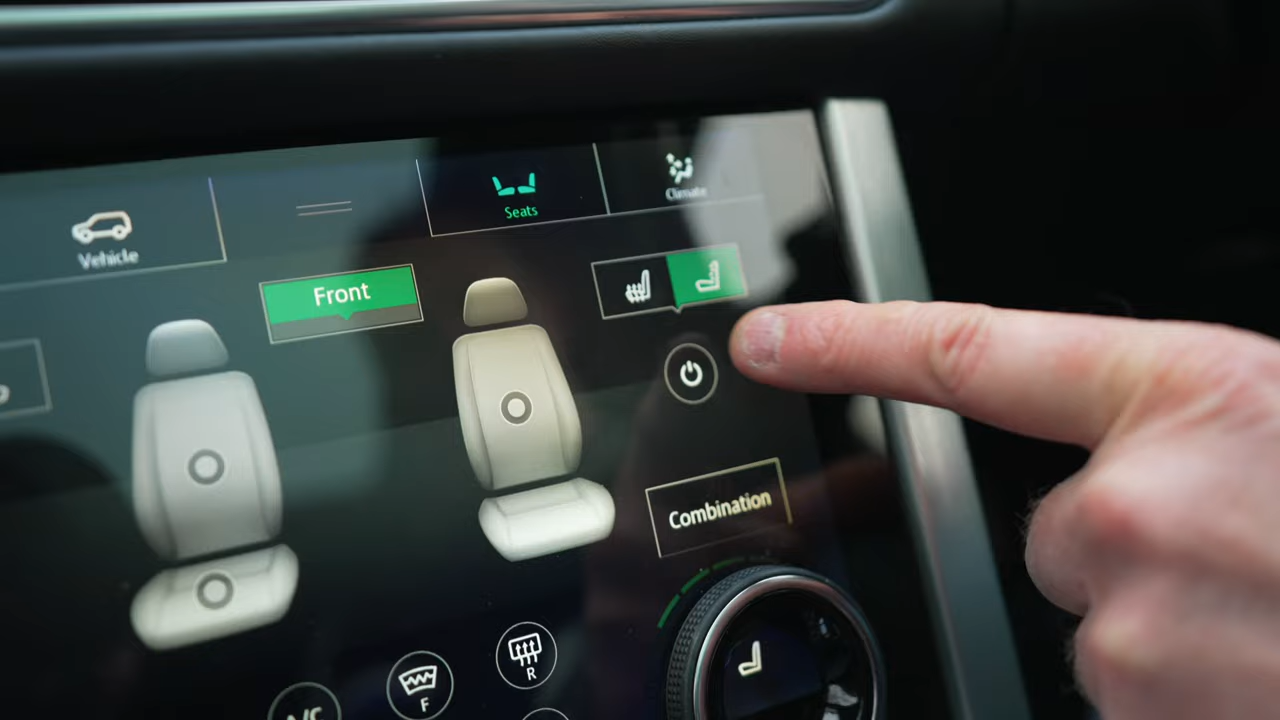 Seats
Climate
Vehicle
Front
Combination
R
F
A/C